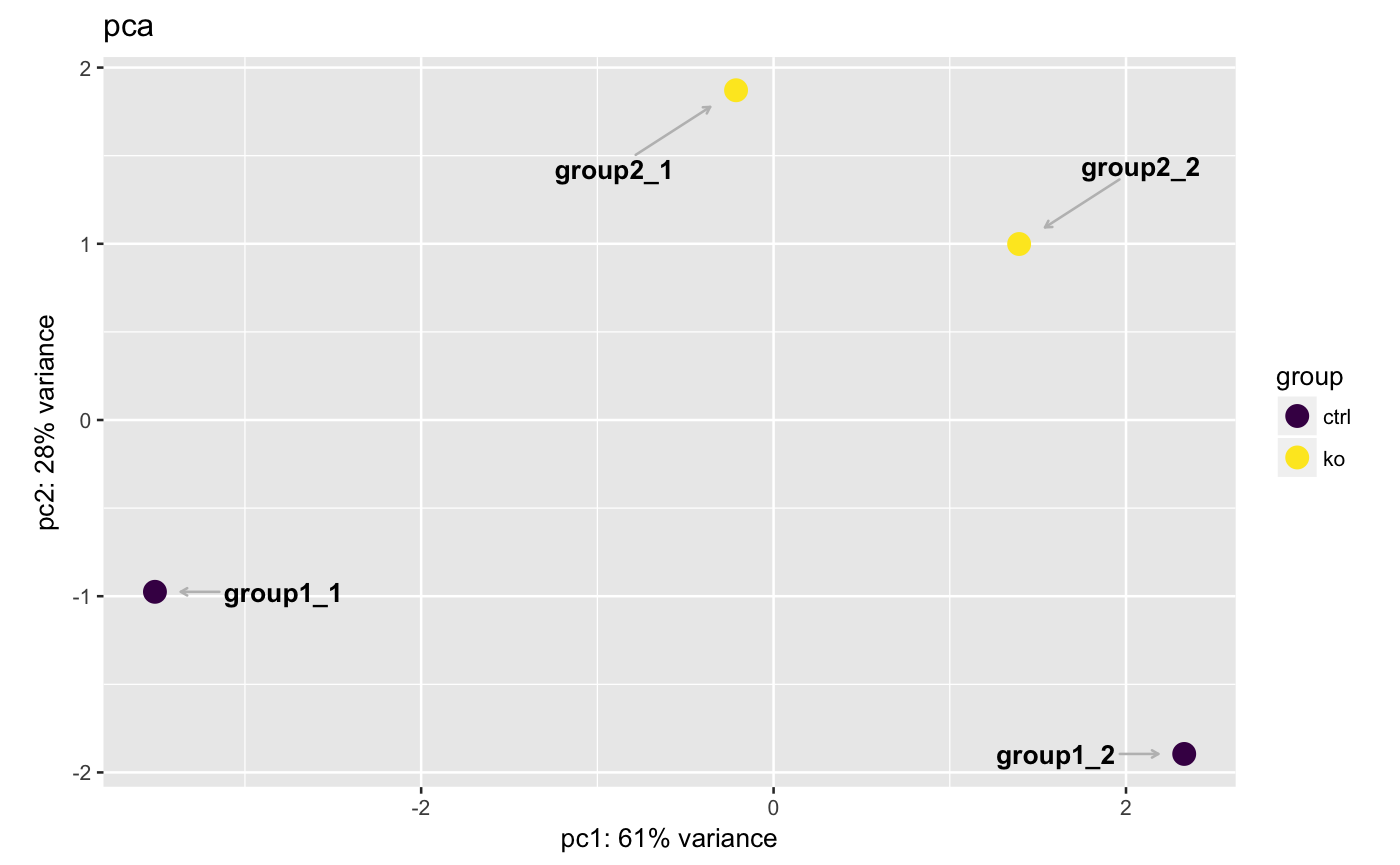 pca
2
1
0
-1
-2
pc2: 28% variance
group2_1
group2_2
group1_1
group1_2
-2
0
2
pc1: 61% variance
group
ctrl
ko